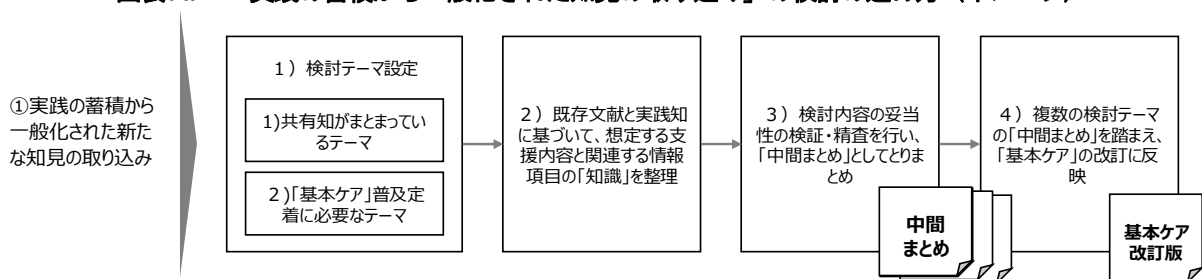 ①実践の蓄積から
一般化された新た
な知見の取り込み
1）検討テーマ設定
1)共有知がまとまってい
るテーマ
2)「基本ケア」普及定
着に必要なテーマ
2）既存文献と実践知
に基づいて、想定する支
援内容と関連する情報
項目の「知識」を整理
3）検討内容の妥当
性の検証・精査を行い、
「中間まとめ」としてとりま
とめ
中間
まとめ
4）複数の検討テーマ
の「中間まとめ」を踏まえ、
「基本ケア」の改訂に反
映
基本ケア
改訂版